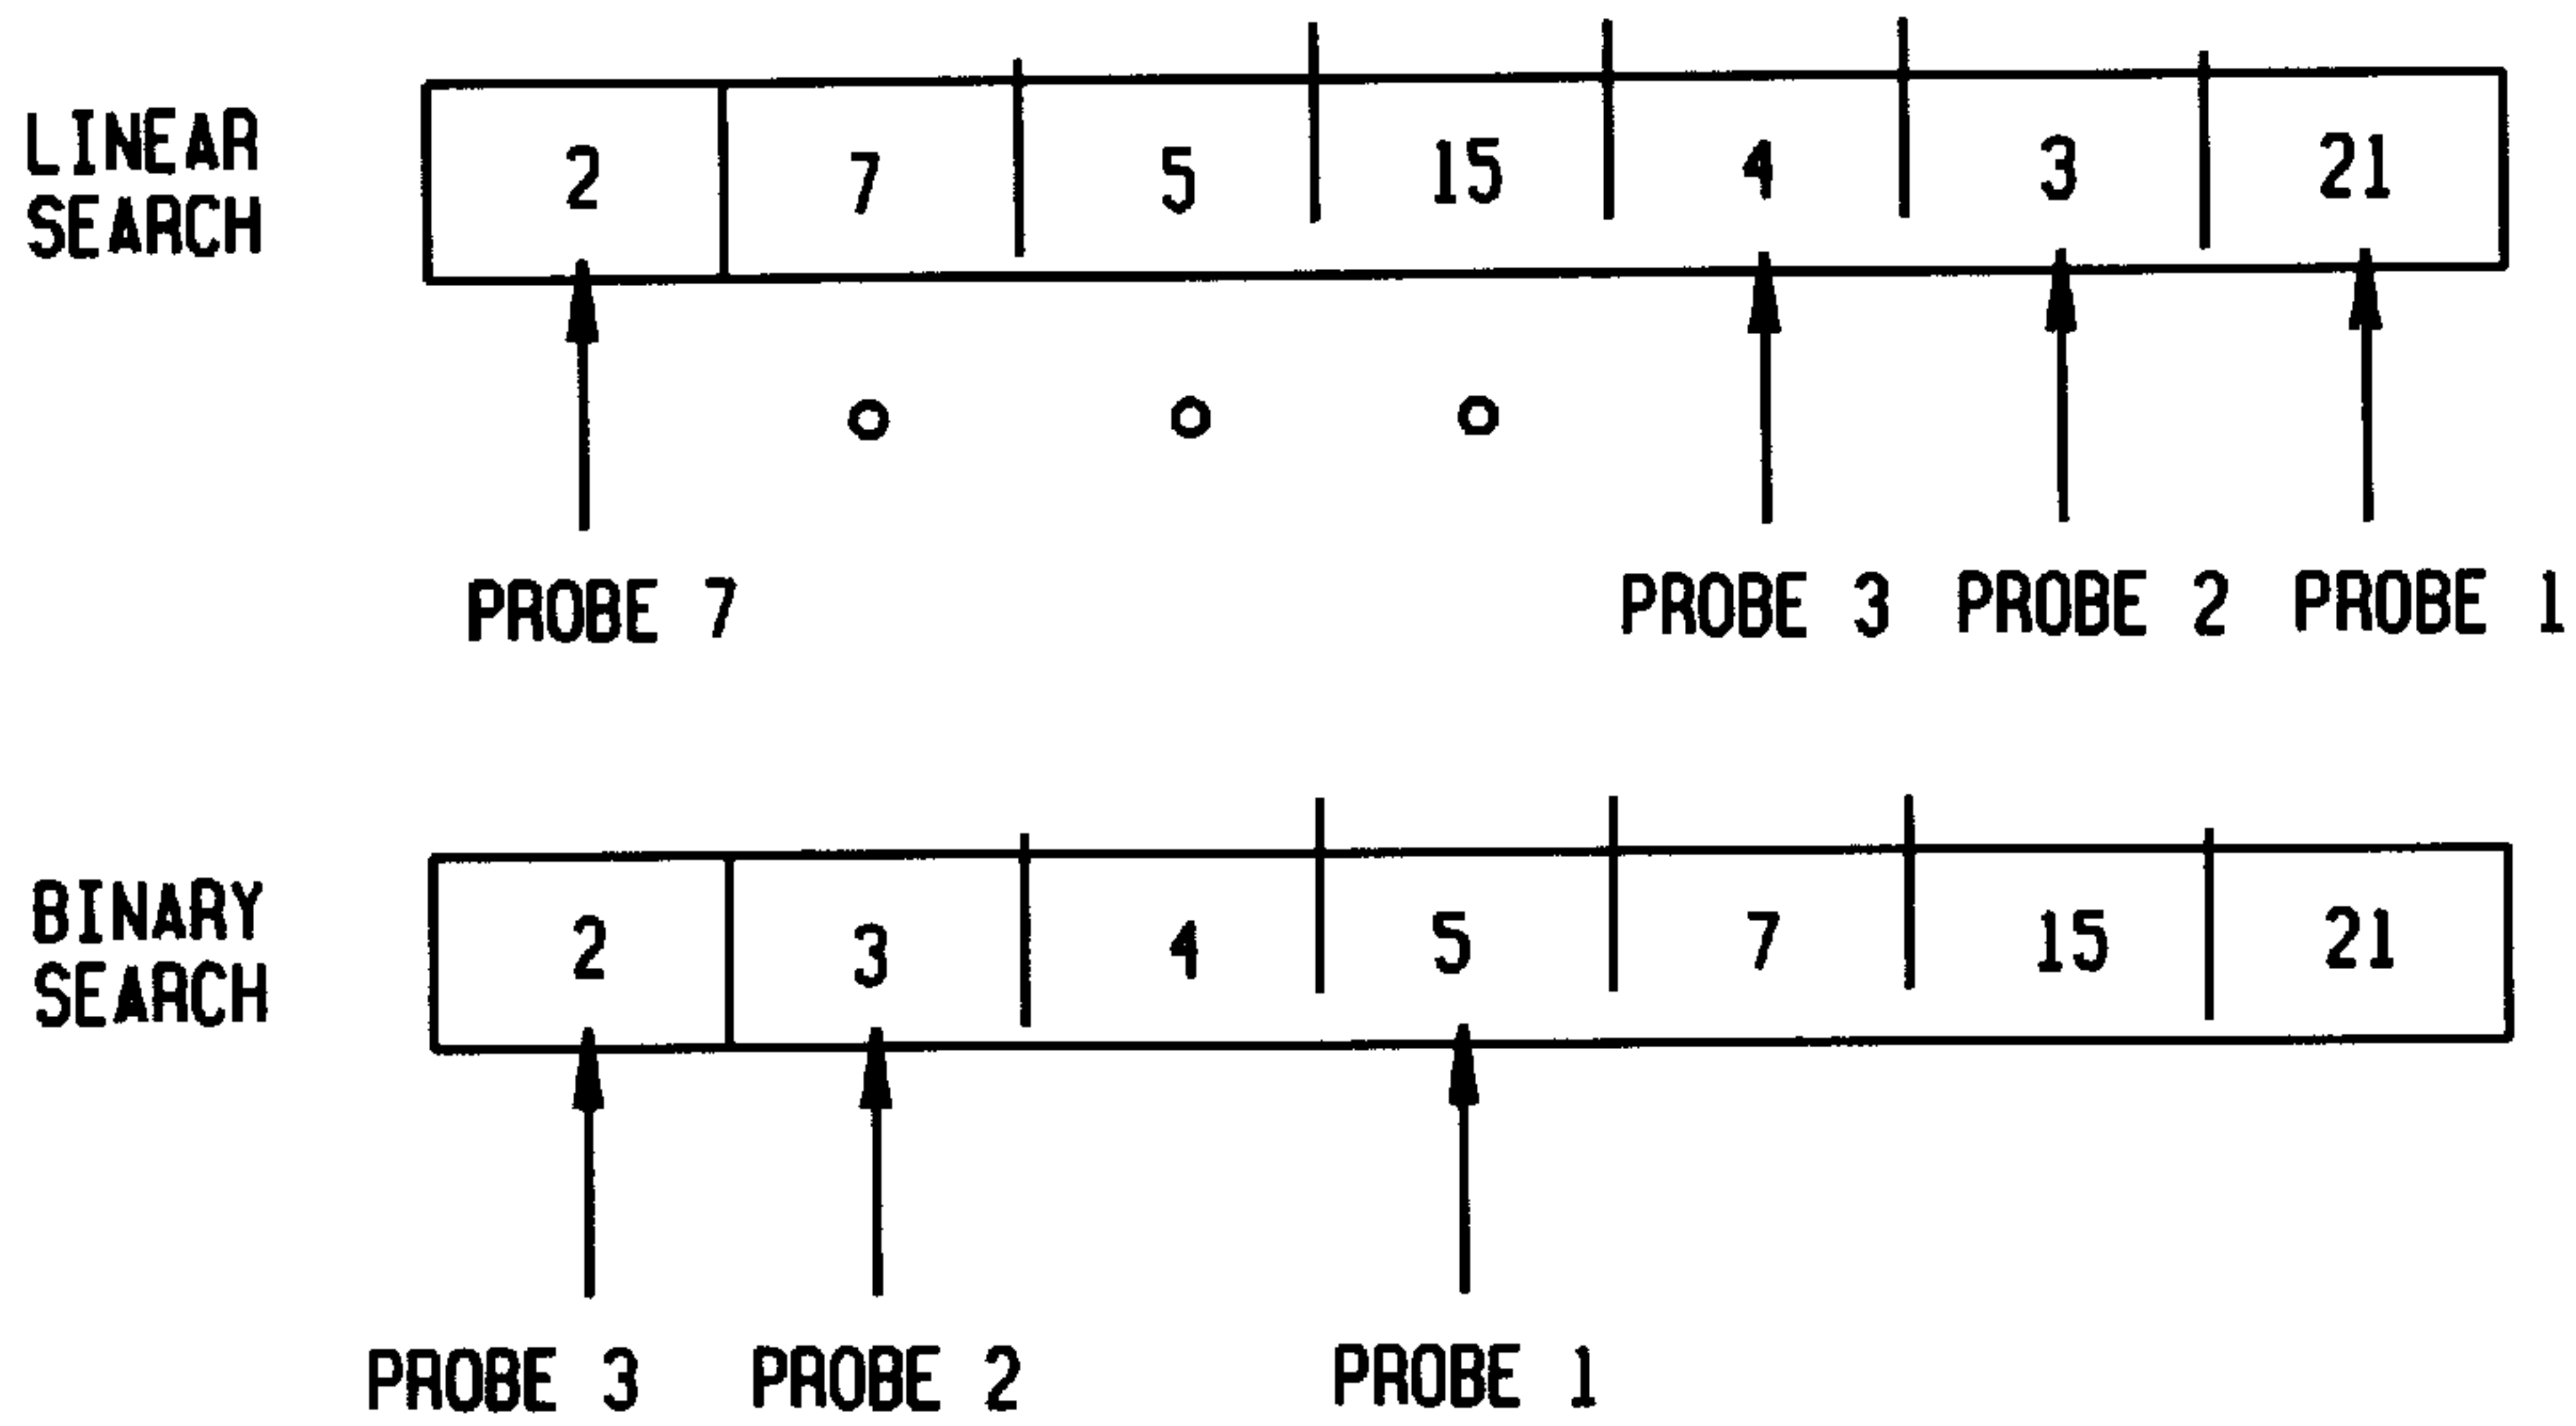 LINEAR
SEARCH
2 7 5 15 4 3 21
PROBE 7 PROBE 3 PROBE 2 PROBE 1
BINARY
SEARCH
2 3 4 5 7 15 21
PROBE 3 PROBE 2 PROBE 1